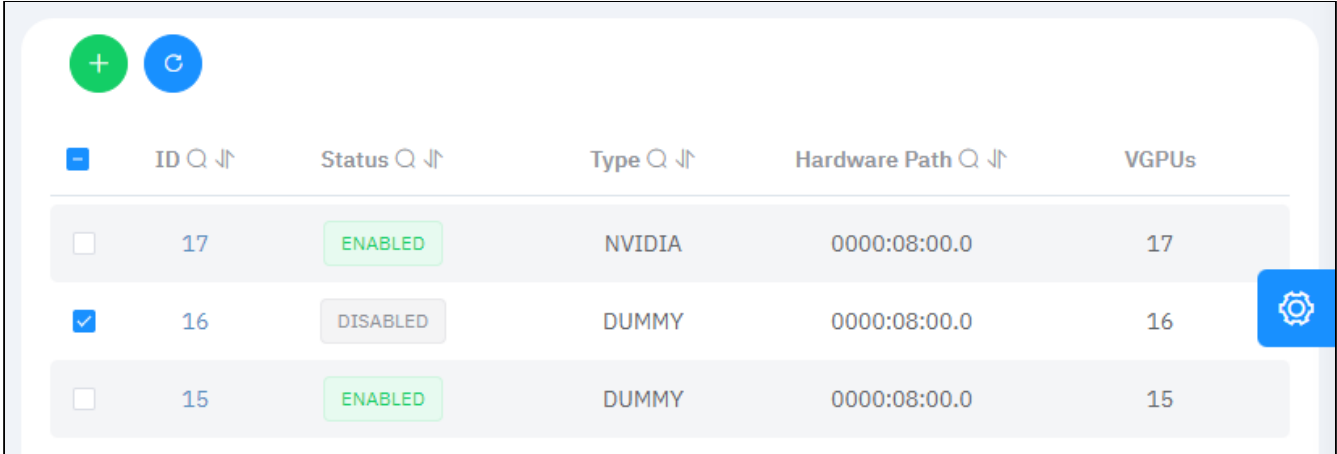 ID Status Type Hardware Path VGPUs
17 ENABLED NVIDIA 0000:08:00.0 17
16 DISABLED DUMMY 0000:08:00.0 16
15 ENABLED DUMMY 0000:08:00.0 15